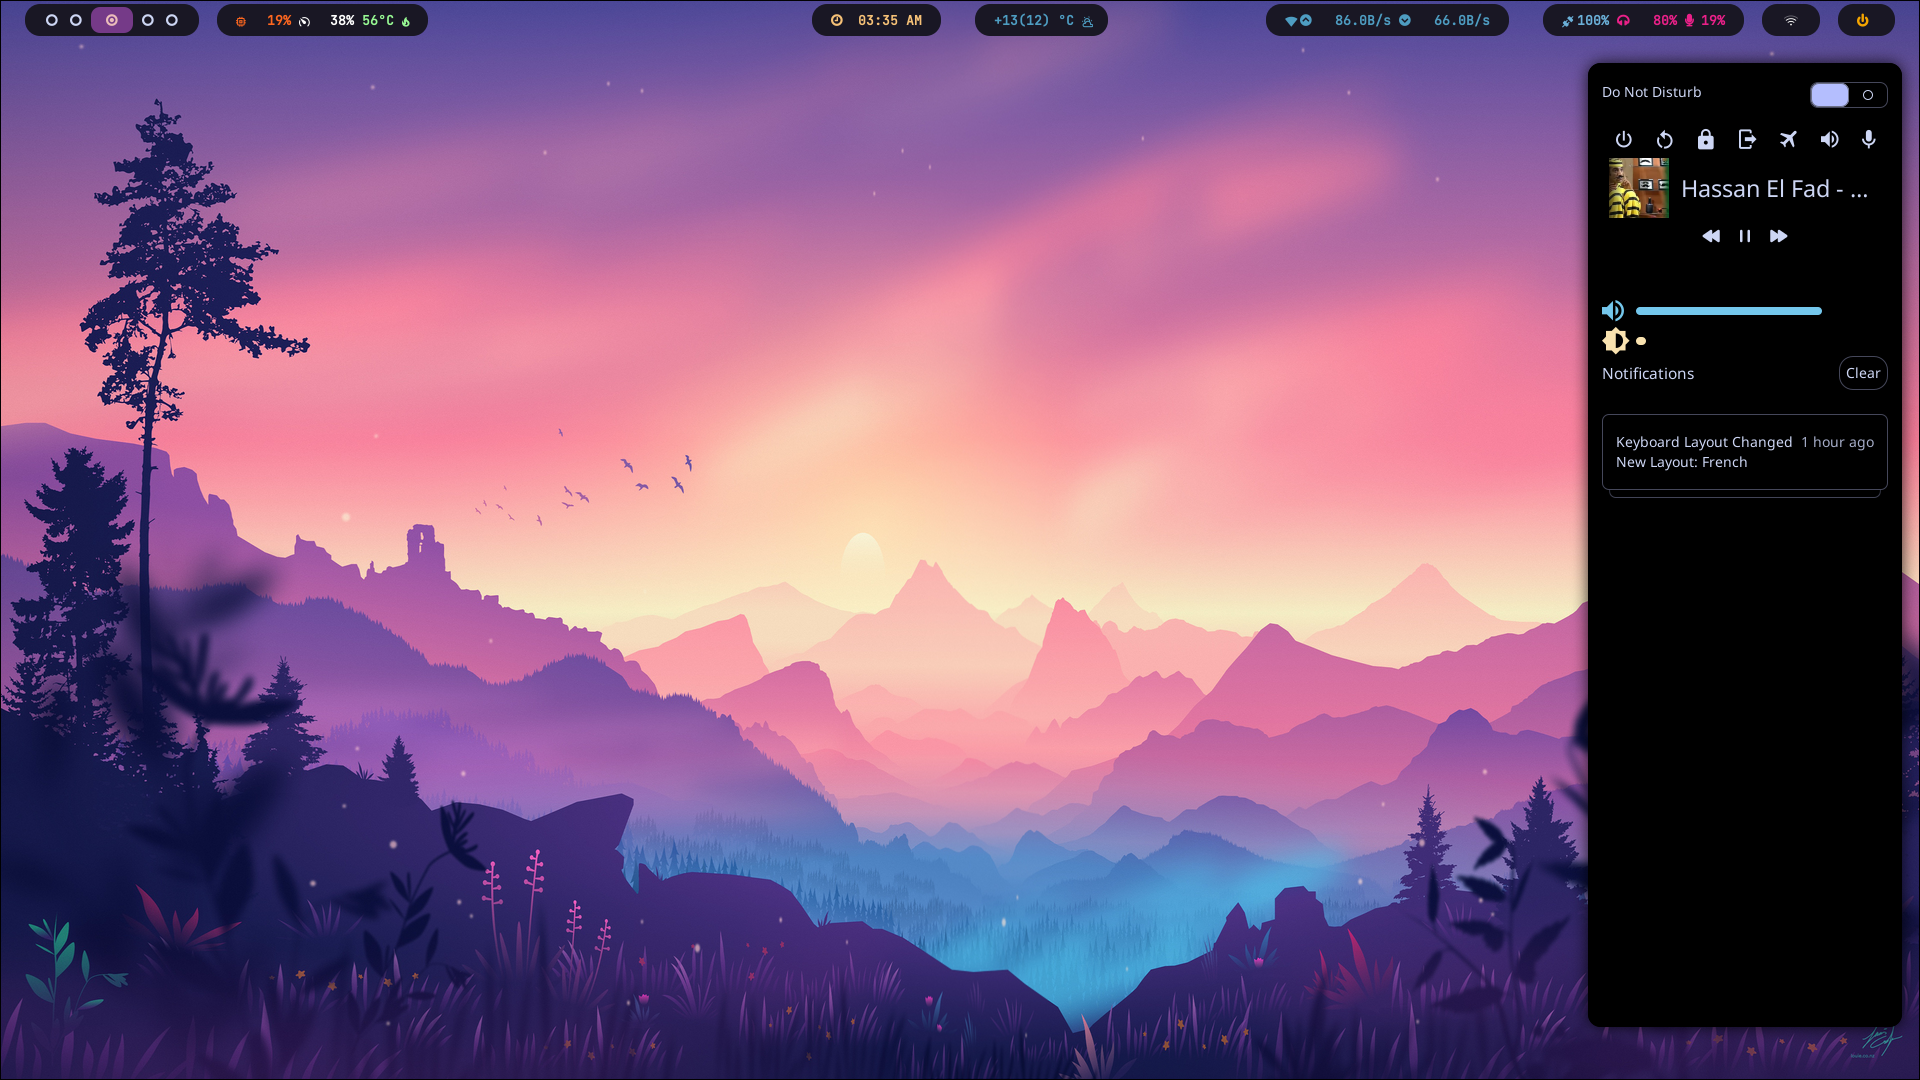 19% 38% 56°C
03:35 AM
+13(12) °C
86.0B/s 66.0B/s
100% 80% 19%
Do Not Disturb
Hassan El Fad - ...
Notifications Clear
Keyboard Layout Changed 1 hour ago
New Layout: French